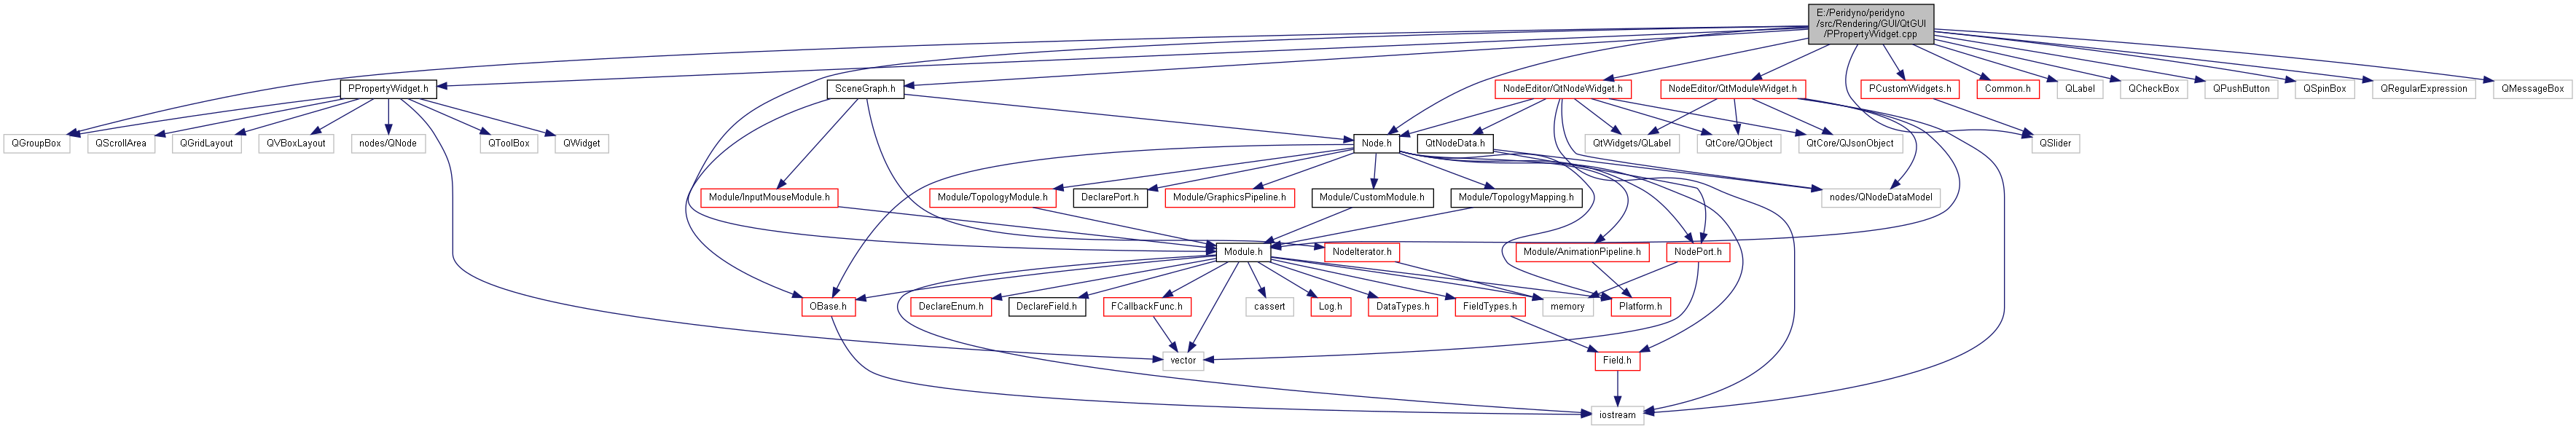 E:/Peridyno/peridyno
/src/Rendering/GUI/QtGUI
/PPropertyWidget.cpp
PPropertyWidget.h
SceneGraph.h
NodeEditor/QtNodeWidget.h
NodeEditor/QtModuleWidget.h
PCustomWidgets.h
Common.h
QLabel
QCheckBox
QPushButton
QSpinBox
QRegularExpression
QMessageBox
QGroupBox
QScrollArea
QGridLayout
QVBoxLayout
nodes/QNode
QToolBox
QWidget
Node.h
QtNodeData.h
QtWidgets/QLabel
QtCore/QObject
QtCore/QJsonObject
QSlider
Module/InputMouseModule.h
Module/TopologyModule.h
DeclarePort.h
Module/GraphicsPipeline.h
Module/CustomModule.h
Module/TopologyMapping.h
nodes/QNodeDataModel
Module.h
NodeIterator.h
Module/AnimationPipeline.h
NodePort.h
OBase.h
DeclareEnum.h
DeclareField.h
FCallbackFunc.h
cassert
Log.h
DataTypes.h
FieldTypes.h
memory
Platform.h
vector
Field.h
iostream